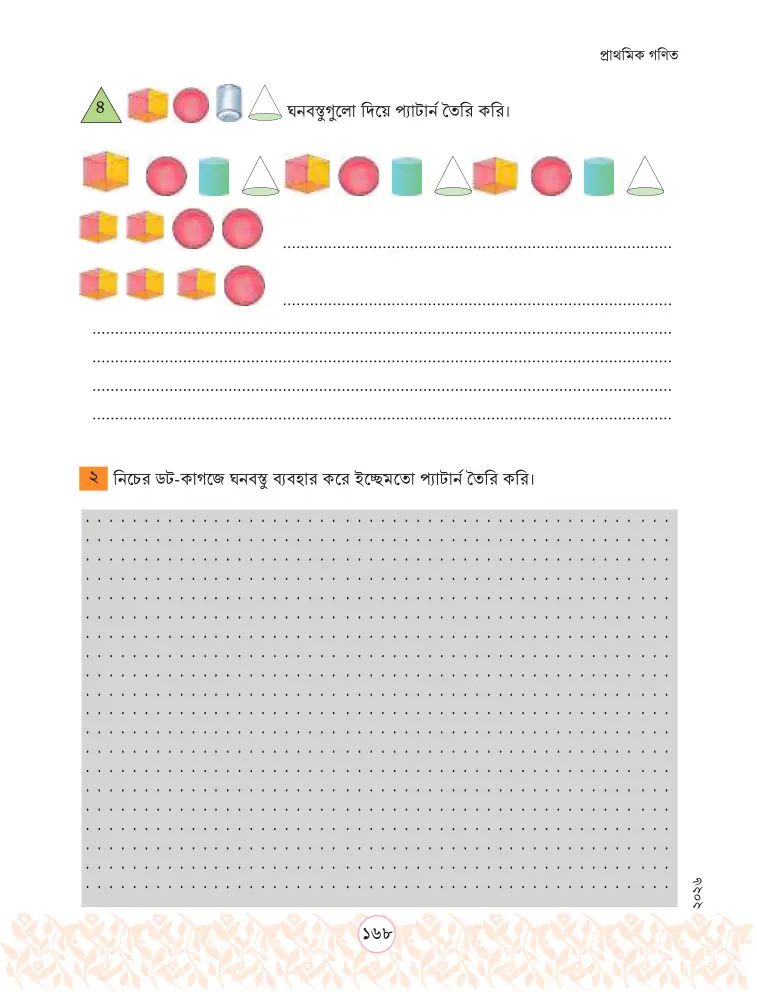 প্রাথমিক গণিত
৪ ঘনবস্তুগুলো দিয়ে প্যাটার্ন তৈরি করি।
২ নিচের ডট-কাগজে ঘনবস্তু ব্যবহার করে ইচ্ছেমতো প্যাটার্ন তৈরি করি।
২০২৬
১৬৮